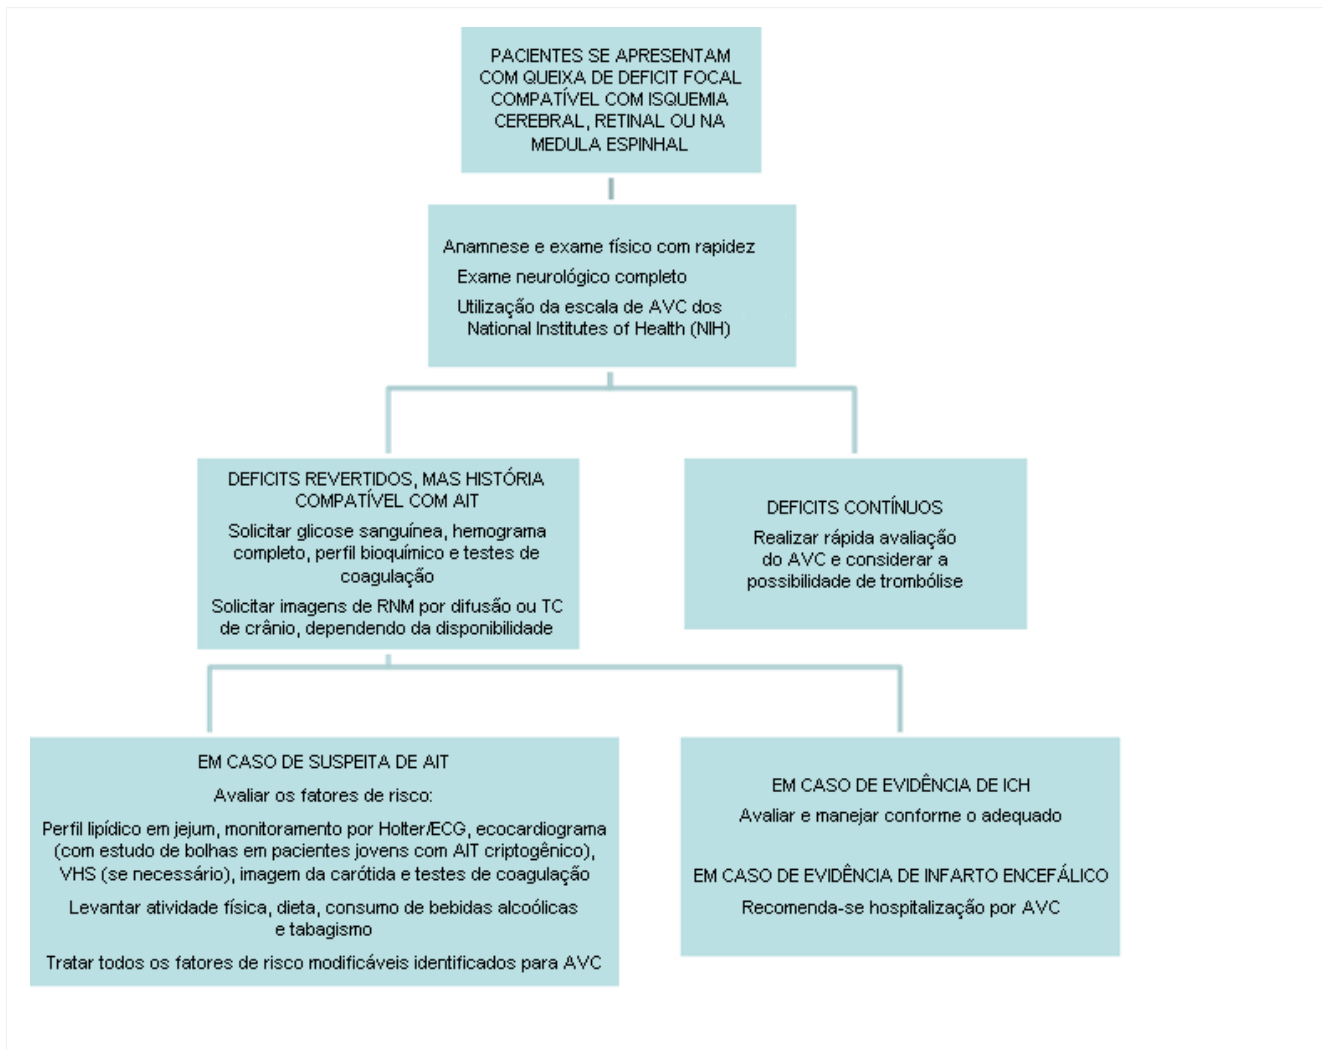 PACIENTES SE APRESENTAM
COM QUEIXA DE DEFICIT FOCAL
COMPATÍVEL COM ISQUEMIA
CEREBRAL, RETINAL OU NA
MEDULA ESPINHAL
Anamnese e exame físico com rapidez
Exame neurológico completo
Utilização da escala de AVC dos
National Institutes of Health (NIH)
DEFICITS REVERTIDOS, MAS HISTÓRIA
COMPATÍVEL COM AIT
Solicitar glicose sanguínea, hemograma
completo, perfil bioquímico e testes de
coagulação
Solicitar imagens de RNM por difusão ou TC
de crânio, dependendo da disponibilidade
DEFICITS CONTÍNUOS
Realizar rápida avaliação
do AVC e considerar a
possibilidade de trombólise
EM CASO DE SUSPEITA DE AIT
Avaliar os fatores de risco:
Perfil lipídico em jejum, monitoramento por Holter/ECG, ecocardiograma
(com estudo de bolhas em pacientes jovens com AIT criptogênico),
VHS (se necessário), imagem da carótida e testes de coagulação
Levantar atividade física, dieta, consumo de bebidas alcoólicas
e tabagismo
Tratar todos os fatores de risco modificáveis identificados para AVC
EM CASO DE EVIDÊNCIA DE ICH
Avaliar e manejar conforme o adequado
EM CASO DE EVIDÊNCIA DE INFARTO ENCEFÁLICO
Recomenda-se hospitalização por AVC